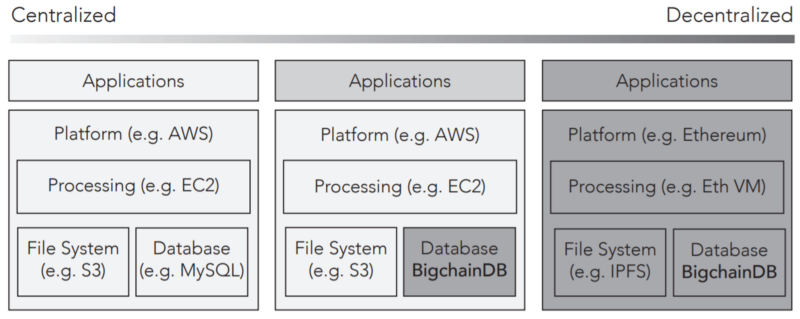 Centralized
Decentralized
Applications
Platform (e.g. AWS)
Processing (e.g. EC2)
File System
(e.g. S3)
Database
(e.g. MySQL)
Applications
Platform (e.g. AWS)
Processing (e.g. EC2)
File System
(e.g. S3)
Database
BigchainDB
Applications
Platform (e.g. Ethereum)
Processing (e.g. Eth VM)
File System
(e.g. IPFS)
Database
BigchainDB